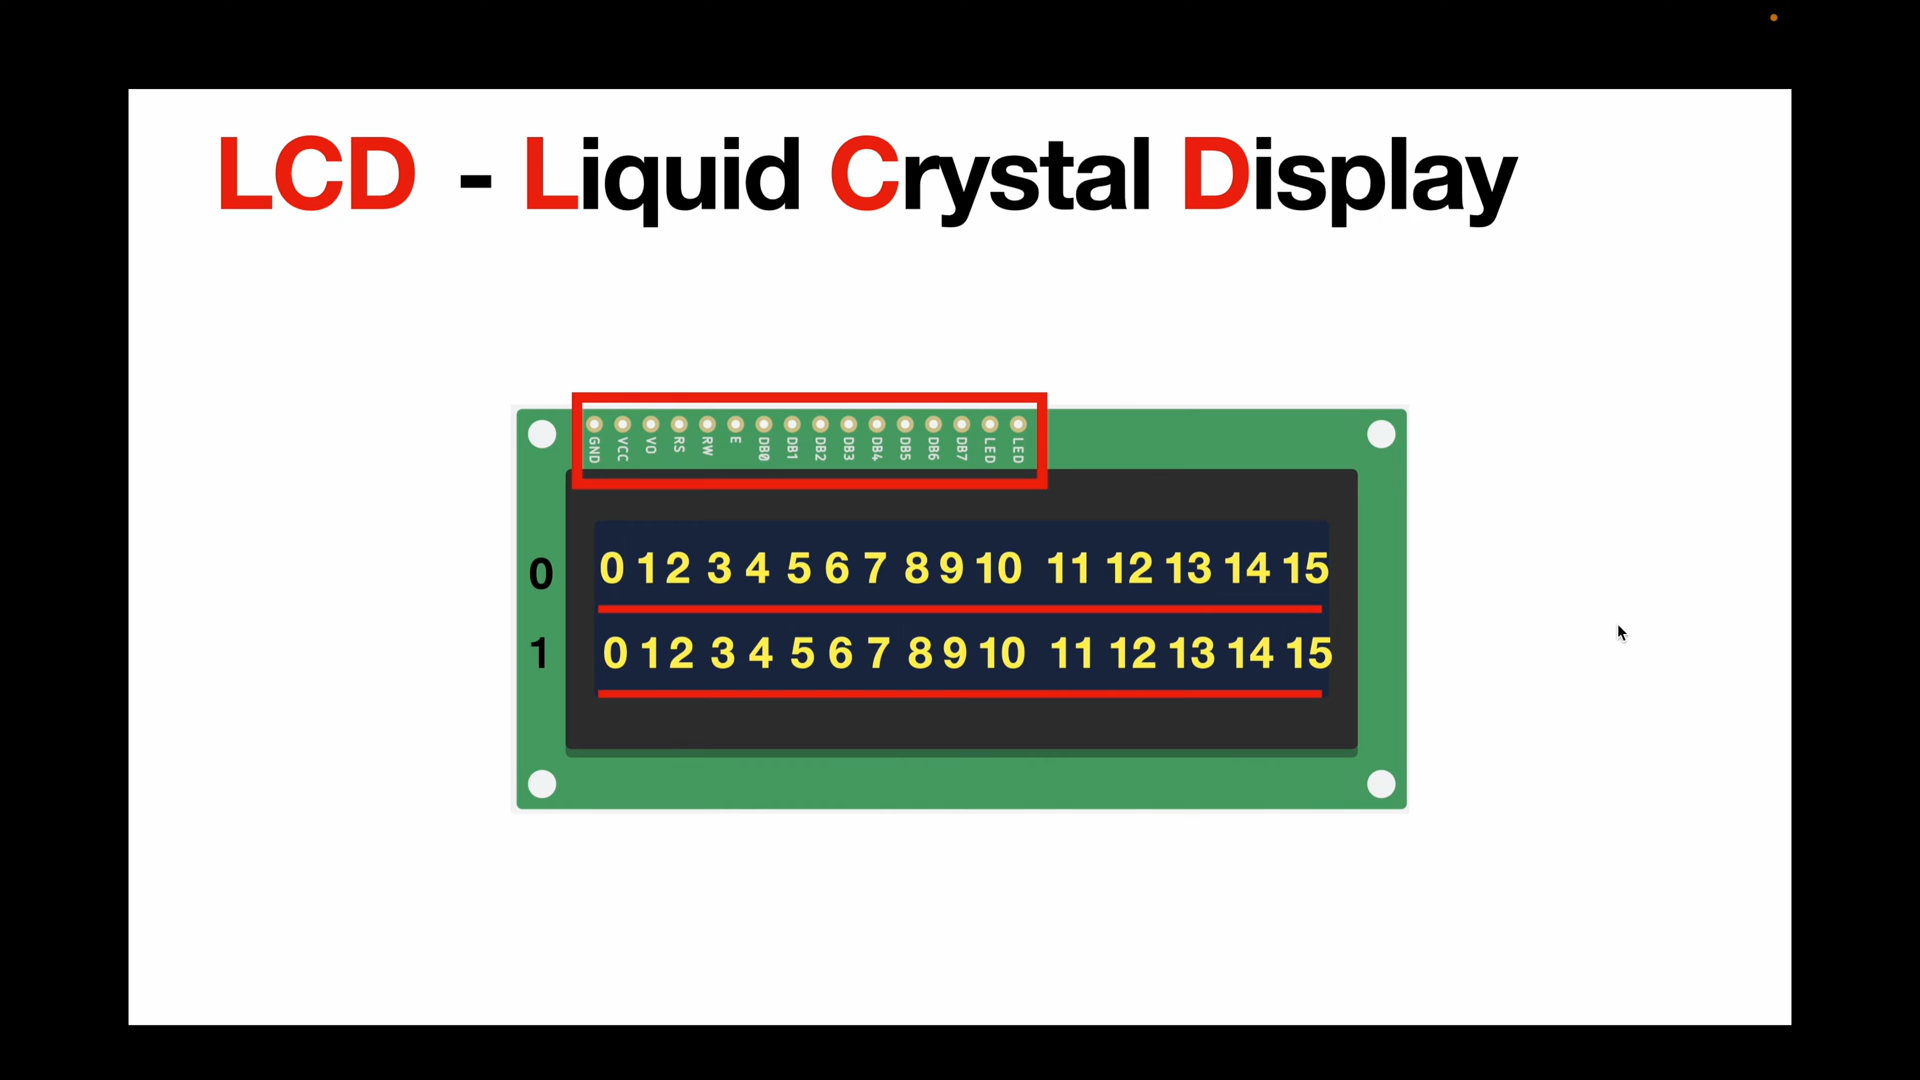 LCD - Liquid Crystal Display
GND VCC VO RS RW E DB0 DB1 DB2 DB3 DB4 DB5 DB6 DB7 LED LED
0 0 1 2 3 4 5 6 7 8 9 10 11 12 13 14 15
1 0 1 2 3 4 5 6 7 8 9 10 11 12 13 14 15